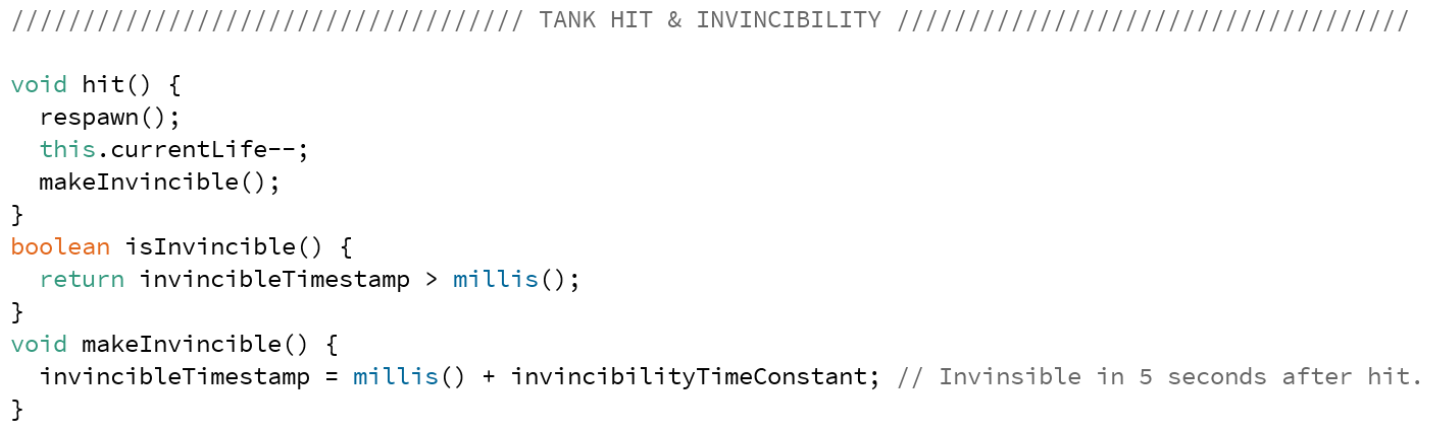 //////////////////////////////////// TANK HIT & INVINCIBILITY ////////////////////////////////////
void hit() {
  respawn();
  this.currentLife--;
  makeInvincible();
}
boolean isInvincible() {
  return invincibleTimestamp > millis();
}
void makeInvincible() {
  invincibleTimestamp = millis() + invincibilityTimeConstant; // Invinsible in 5 seconds after hit.
}